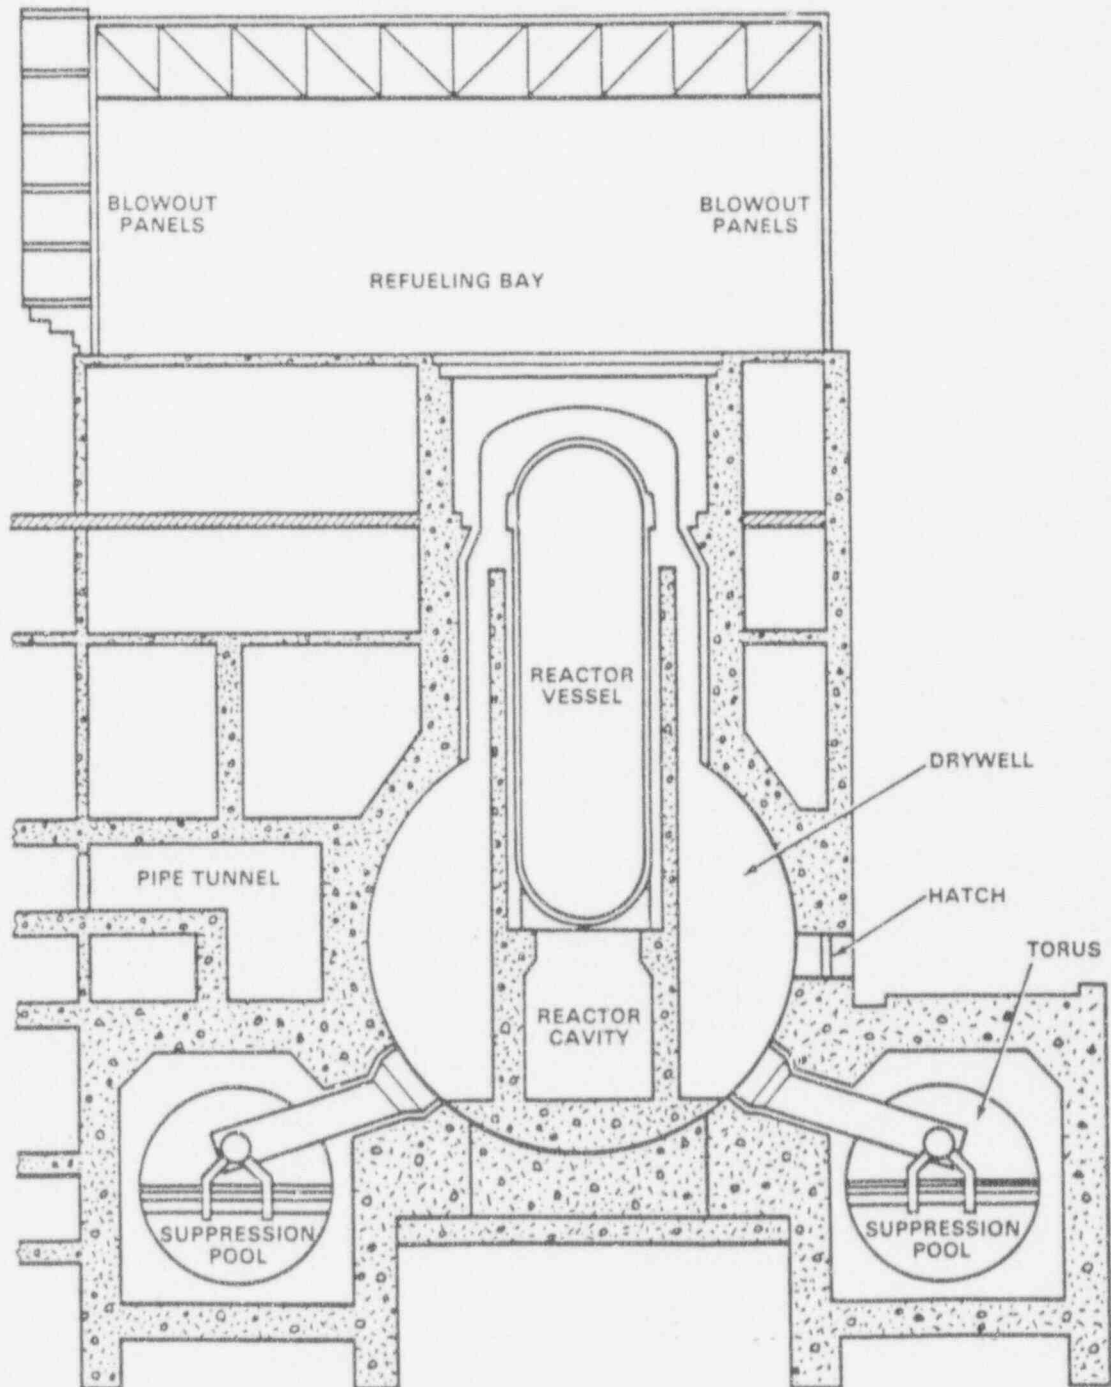 BLOWOUT
PANELS
BLOWOUT
PANELS
REFUELING BAY
REACTOR
VESSEL
DRYWELL
PIPE TUNNEL
HATCH
TORUS
REACTOR
CAVITY
SUPPRESSION
POOL
SUPPRESSION
POOL